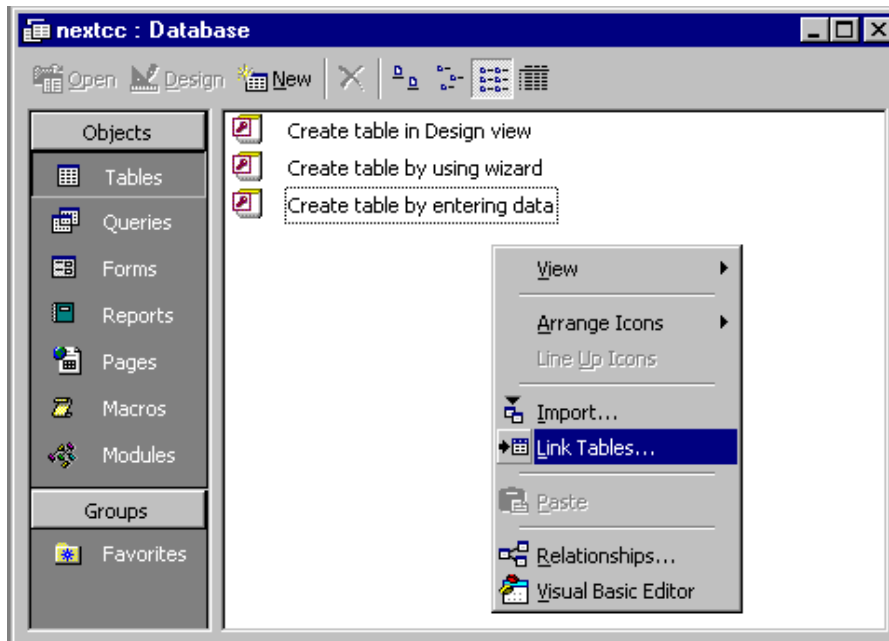 nextcc : Database
Open Design New
Objects
Tables
Queries
Forms
Reports
Pages
Macros
Modules
Groups
Favorites
Create table in Design view
Create table by using wizard
Create table by entering data
View
Arrange Icons
Line Up Icons
Import...
Link Tables...
Paste
Relationships...
Visual Basic Editor